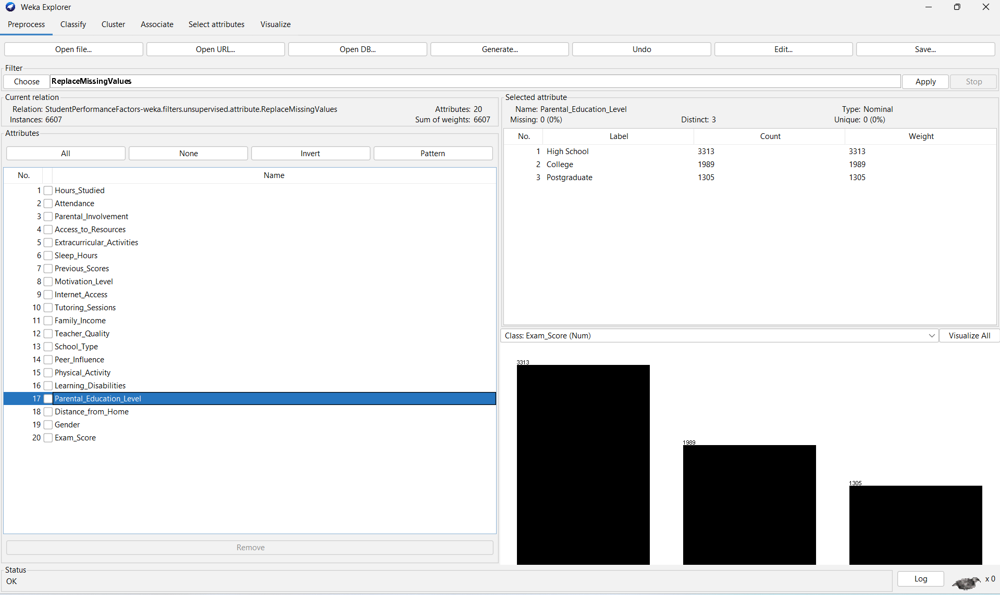 Weka Explorer
Preprocess Classify Cluster Associate Select attributes Visualize
Open file... Open URL... Open DB... Generate... Undo Edit... Save...
Filter
Choose ReplaceMissingValues Apply Stop
Current relation
Relation: StudentPerformanceFactors-weka.filters.unsupervised.attribute.ReplaceMissingValues Attributes: 20
Instances: 6607 Sum of weights: 6607
Attributes
All None Invert Pattern
No. Name
1 Hours_Studied
2 Attendance
3 Parental_Involvement
4 Access_to_Resources
5 Extracurricular_Activities
6 Sleep_Hours
7 Previous_Scores
8 Motivation_Level
9 Internet_Access
10 Tutoring_Sessions
11 Family_Income
12 Teacher_Quality
13 School_Type
14 Peer_Influence
15 Physical_Activity
16 Learning_Disabilities
17 Parental_Education_Level
18 Distance_from_Home
19 Gender
20 Exam_Score
Remove
Selected attribute
Name: Parental_Education_Level Type: Nominal
Missing: 0 (0%) Distinct: 3 Unique: 0 (0%)
No. Label Count Weight
1 High School 3313 3313
2 College 1989 1989
3 Postgraduate 1305 1305
Class: Exam_Score (Num) Visualize All
3313
1989
1305
Status
OK
Log x 0